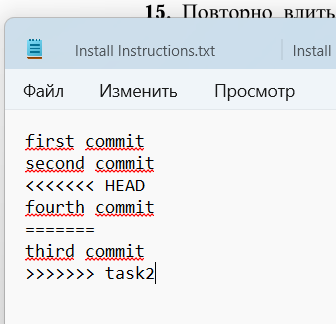 15. Повторно влить
Install Instructions.txt
Install
Файл
Изменить
Просмотр
first commit
second commit
<<<<<<< HEAD
fourth commit
=======
third commit
>>>>>>> task2